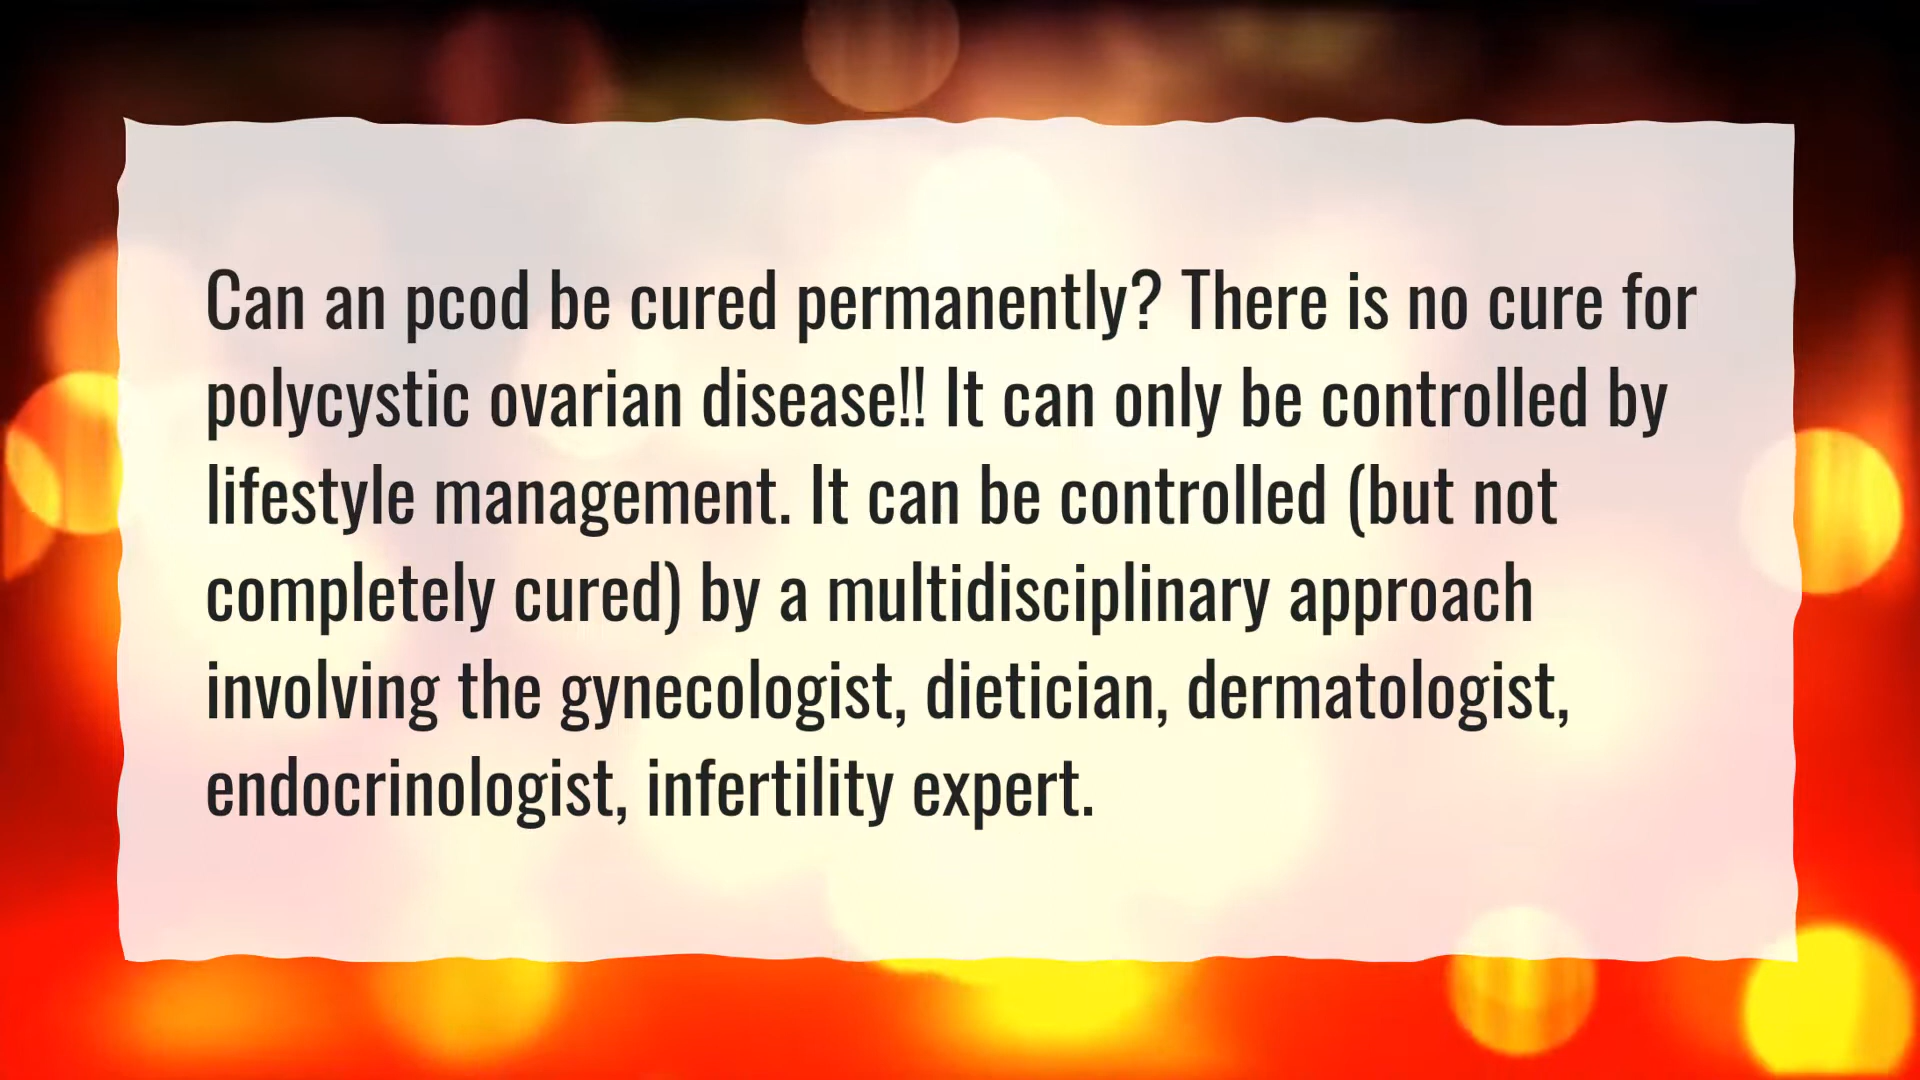 Can an pcod be cured permanently? There is no cure for
polycystic ovarian disease!! It can only be controlled by
lifestyle management. It can be controlled (but not
completely cured) by a multidisciplinary approach
involving the gynecologist, dietician, dermatologist,
endocrinologist, infertility expert.